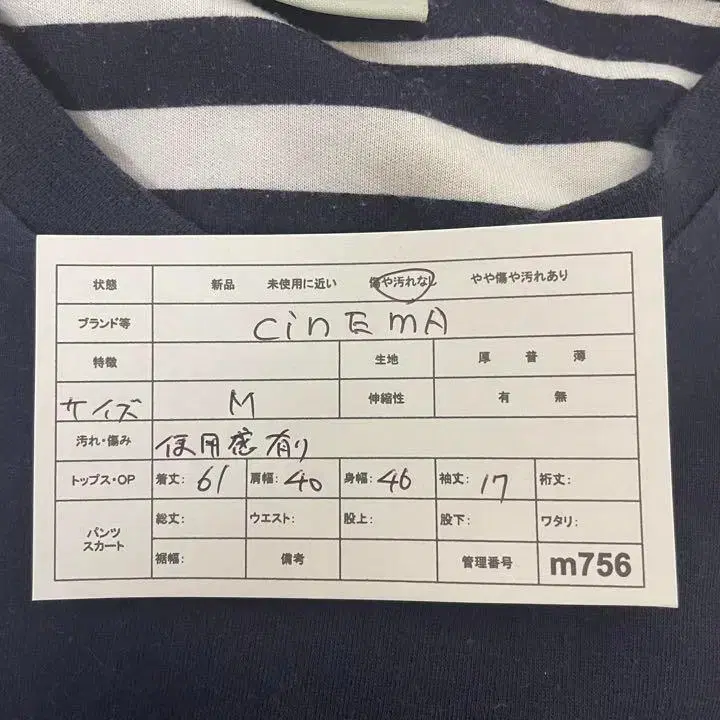 状態 新品 未使用に近い 傷や汚れなし やや傷や汚れあり
ブランド等 CinEmA
特徴 生地 厚 普 薄
サイズ M 伸縮性 有 無
汚れ・傷み 使用感有り
トップス・OP 着丈: 61 肩幅: 40 身幅: 46 袖丈: 17 裄丈:
パンツ スカート 総丈: ウエスト: 股上: 股下: ワタリ:
裾幅: 備考 管理番号 m756